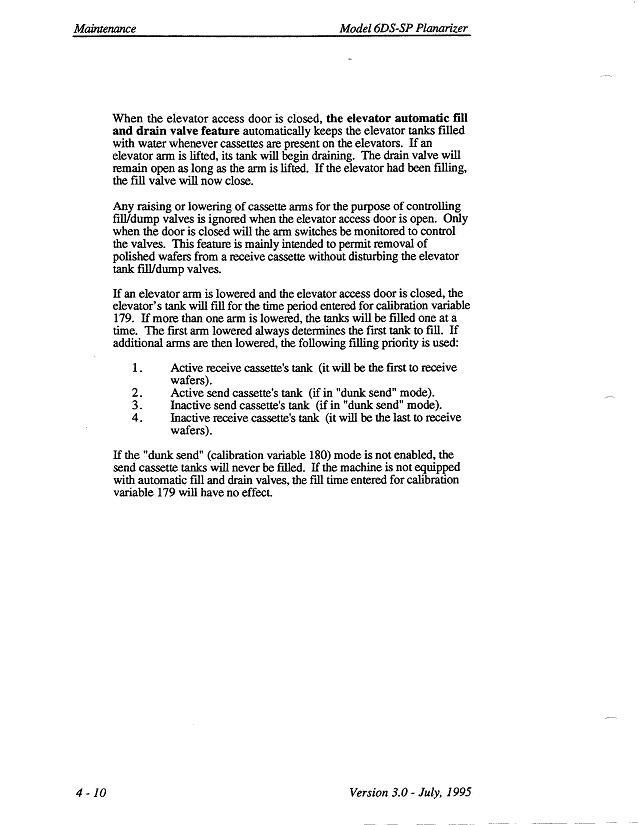 Maintenance Model 6DS-SP Planarizer
When the elevator access door is closed, the elevator automatic fill
and drain valve feature automatically keeps the elevator tanks filled
with water whenever cassettes are present on the elevators. If an
elevator arm is lifted, its tank will begin draining. The drain valve will
remain open as long as the arm is lifted. If the elevator had been filling,
the fill valve will now close.
Any raising or lowering of cassette arms for the purpose of controlling
fill/dump valves is ignored when the elevator access door is open. Only
when the door is closed will the arm switches be monitored to control
the valves. This feature is mainly intended to permit removal of
polished wafers from a receive cassette without disturbing the elevator
tank fill/dump valves.
If an elevator arm is lowered and the elevator access door is closed, the
elevator's tank will fill for the time period entered for calibration variable
179. If more than one arm is lowered, the tanks will be filled one at a
time. The first arm lowered always determines the first tank to fill. If
additional arms are then lowered, the following filling priority is used:
1. Active receive cassette's tank (it will be the first to receive
wafers).
2. Active send cassette's tank (if in "dunk send" mode).
3. Inactive send cassette's tank (if in "dunk send" mode).
4. Inactive receive cassette's tank (it will be the last to receive
wafers).
If the "dunk send" (calibration variable 180) mode is not enabled, the
send cassette tanks will never be filled. If the machine is not equipped
with automatic fill and drain valves, the fill time entered for calibration
variable 179 will have no effect.
4 - 10 Version 3.0 - July, 1995